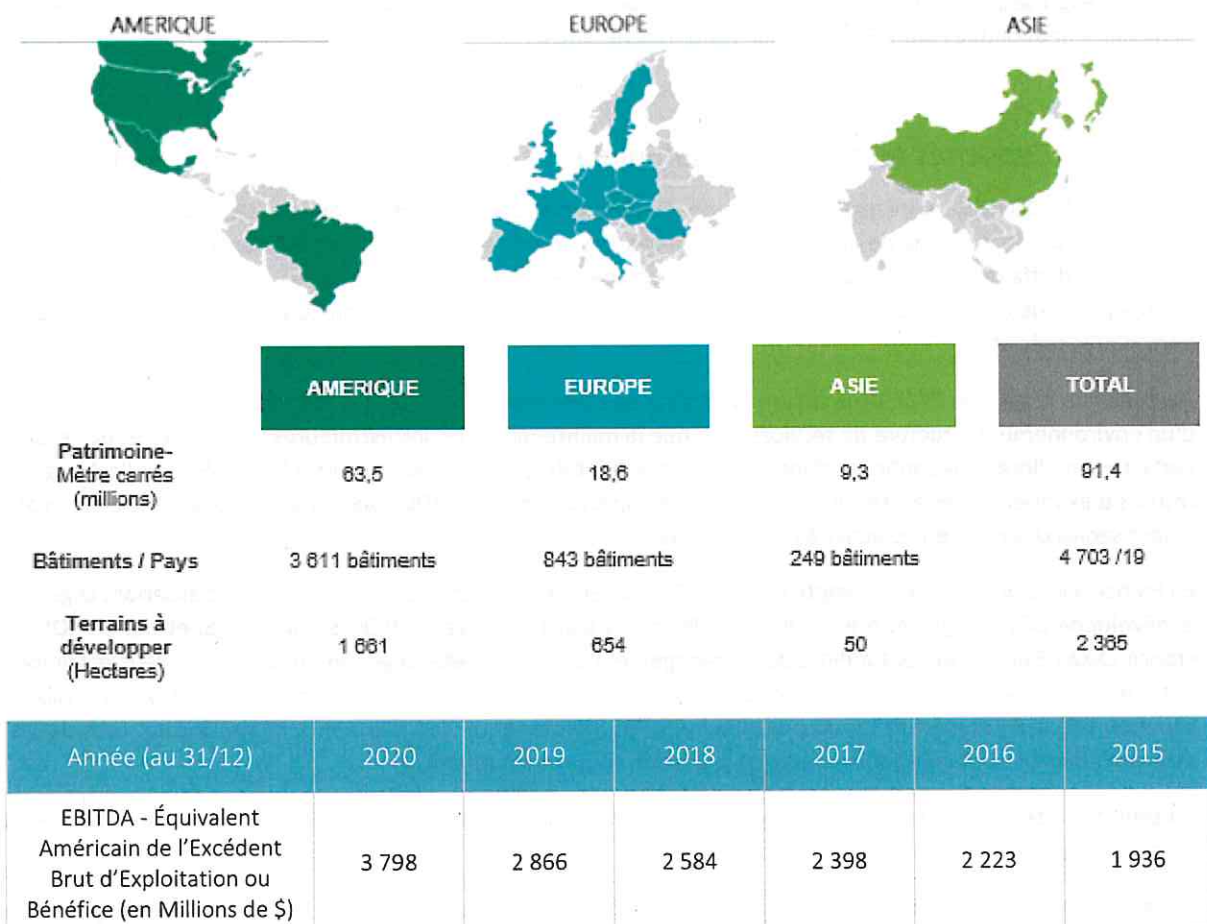 AMERIQUE EUROPE ASIE
AMERIQUE EUROPE ASIE TOTAL
Patrimoine-
Mètre carrés
(millions)
63,5 18,6 9,3 91,4
Bâtiments / Pays 3 611 bâtiments 843 bâtiments 249 bâtiments 4 703 /19
Terrains à
développer
(Hectares)
1 661 654 50 2 365
Année (au 31/12) 2020 2019 2018 2017 2016 2015
EBITDA - Équivalent
Américain de l'Excédent
Brut d'Exploitation ou
Bénéfice (en Millions de $)
3 798 2 866 2 584 2 398 2 223 1 936